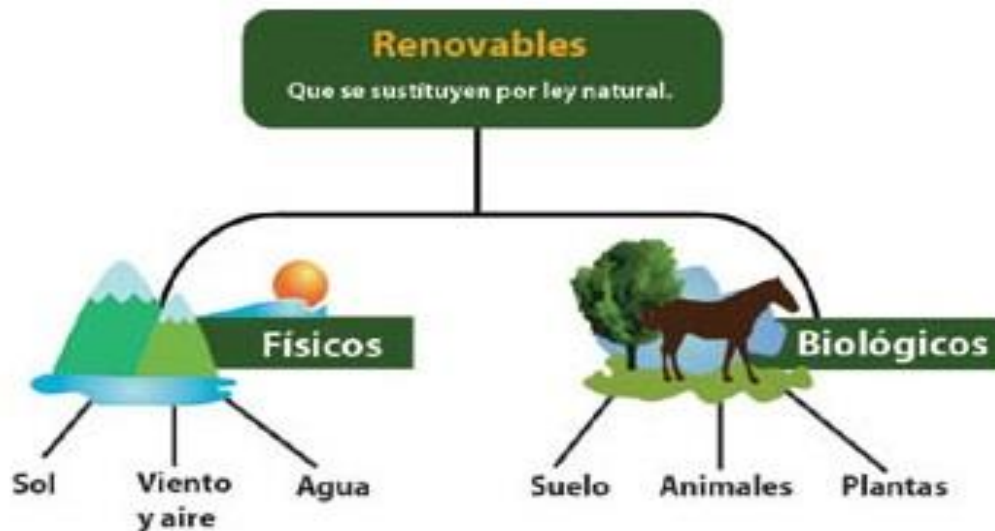 Renovables
Que se sustituyen por ley natural.
Físicos
Biológicos
Sol
Viento
y aire
Agua
Suelo
Animales
Plantas